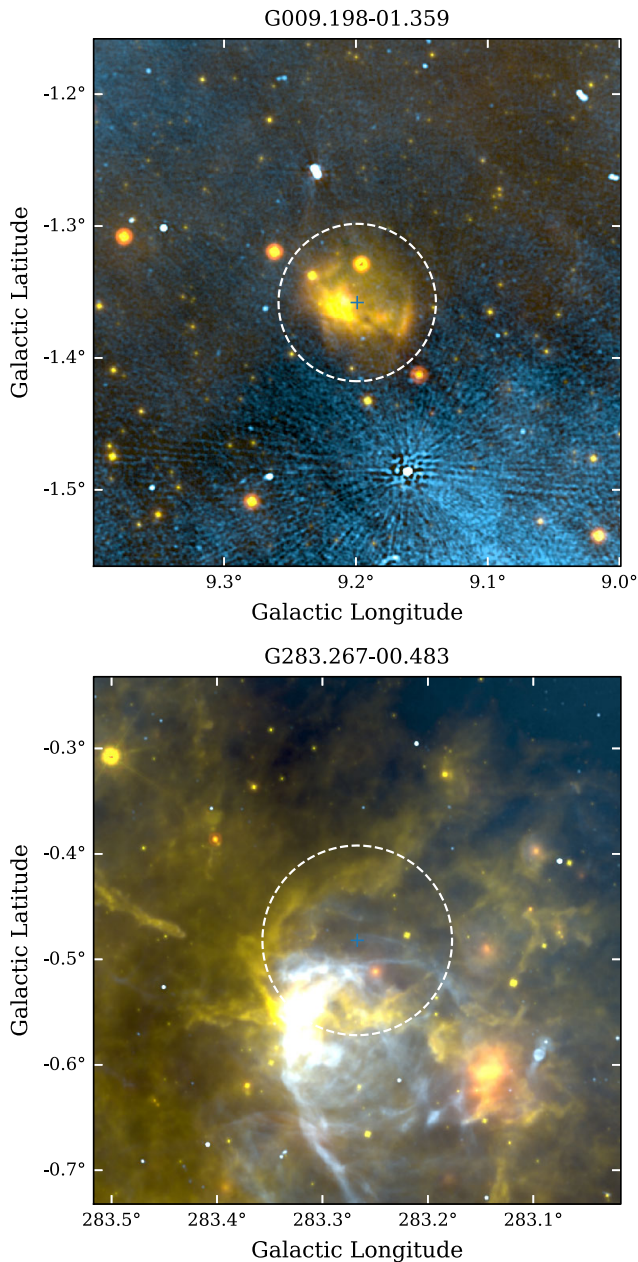 G009.198-01.359
-1.2°
-1.3°
-1.4°
-1.5°
Galactic Latitude
9.3° 9.2° 9.1° 9.0°
Galactic Longitude
G283.267-00.483
-0.3°
-0.4°
-0.5°
-0.6°
-0.7°
Galactic Latitude
283.5° 283.4° 283.3° 283.2° 283.1°
Galactic Longitude